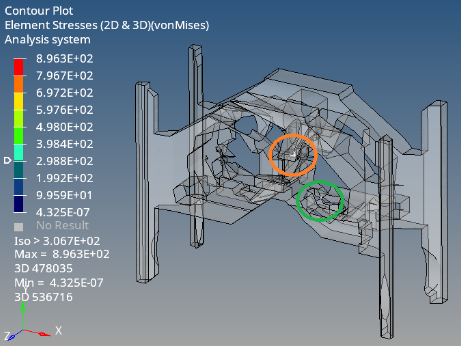 Contour Plot
Element Stresses (2D & 3D)(vonMises)
Analysis system
8.963E+02
7.967E+02
6.972E+02
5.976E+02
4.980E+02
3.984E+02
D 2.988E+02
1.992E+02
9.959E+01
4.325E-07
No Result
Iso > 3.067E+02
Max = 8.963E+02
3D 478035
Min = 4.325E-07
3D 536716
Y
Z X